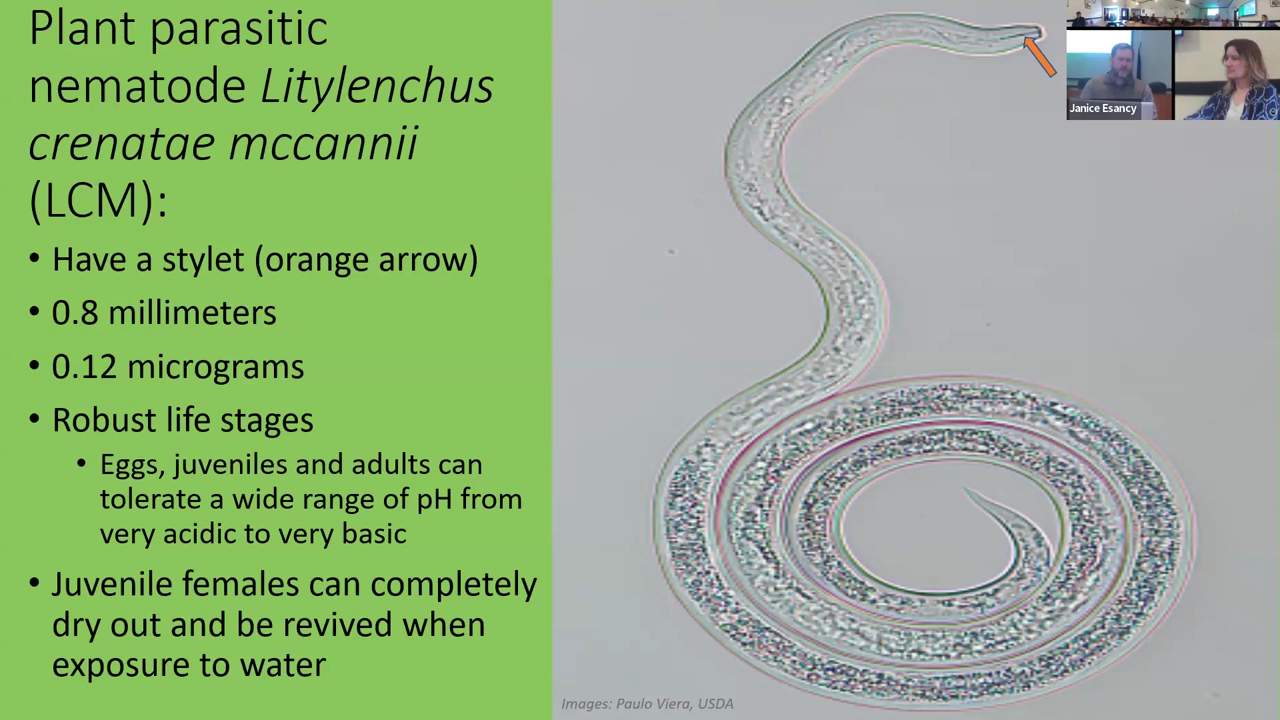 Plant parasitic
nematode Litylenchus
crenatae mccannii
(LCM):
• Have a stylet (orange arrow)
• 0.8 millimeters
• 0.12 micrograms
• Robust life stages
• Eggs, juveniles and adults can
tolerate a wide range of pH from
very acidic to very basic
• Juvenile females can completely
dry out and be revived when
exposure to water
Images: Paulo Viera, USDA
Janice Esancy